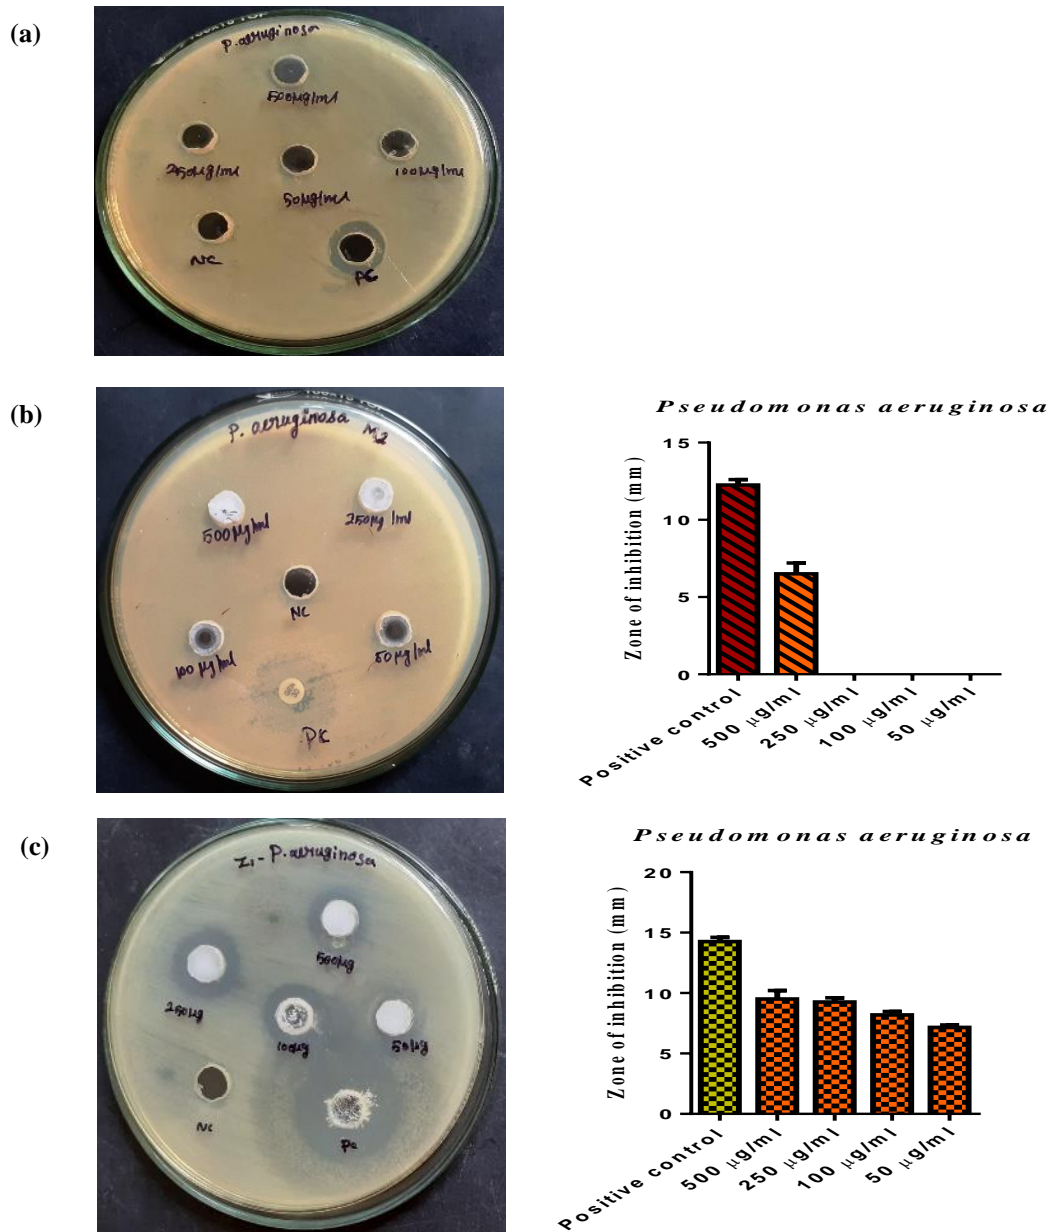 (a)
P. aeruginosa
500µg/ml
250µg/ml
50µg/ml
100µg/ml
NC
PC
(b)
P. aeruginosa
500µg/ml
250µg/ml
NC
100µg/ml
50µg/ml
PC
Pseudomonas aeruginosa
Zone of inhibition (mm)
15
10
5
0
Positive control
500 µg/ml
250 µg/ml
100 µg/ml
50 µg/ml
(c)
Z1-P.aeruginosa
500µg
250µg
100µg
50µg
NC
Pc
Pseudomonas aeruginosa
Zone of inhibition (mm)
20
15
10
5
0
Positive control
500 µg/ml
250 µg/ml
100 µg/ml
50 µg/ml